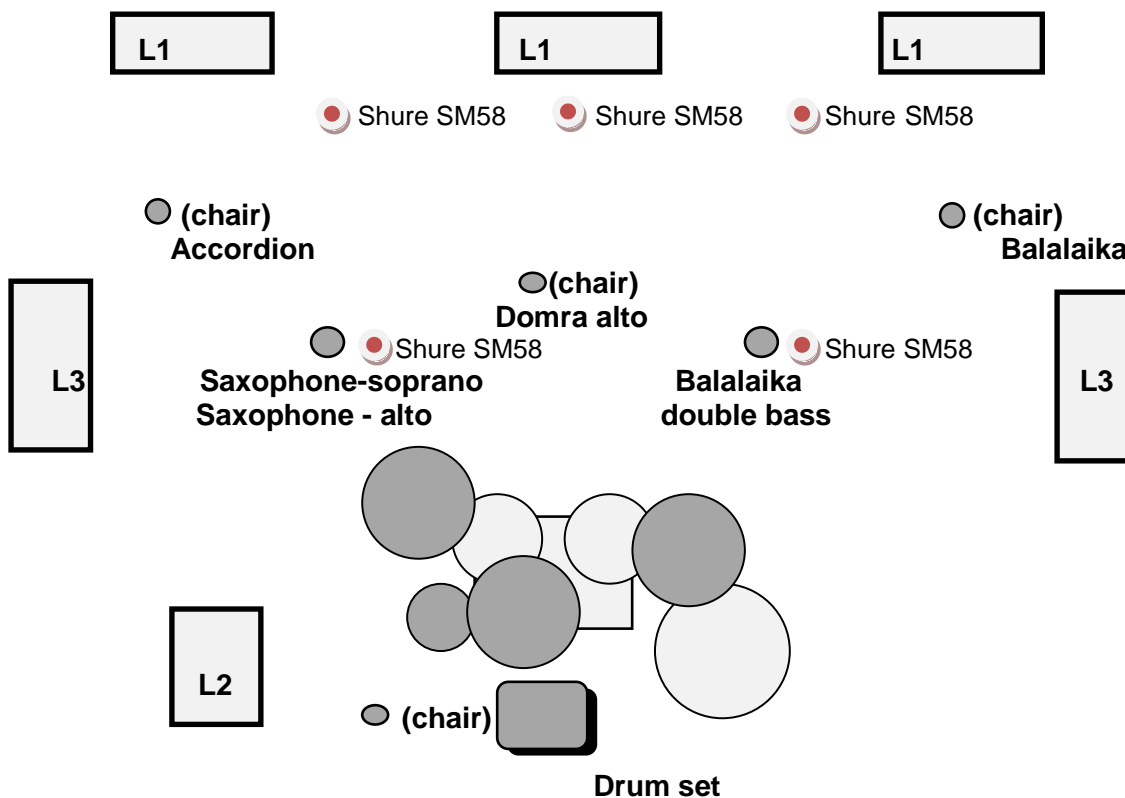 L1 L1 L1
Shure SM58 Shure SM58 Shure SM58
(chair) (chair)
Accordion Balalaika
(chair)
Domra alto
Shure SM58 Shure SM58
L3 Saxophone-soprano Balalaika L3
Saxophone - alto double bass
L2
(chair)
Drum set